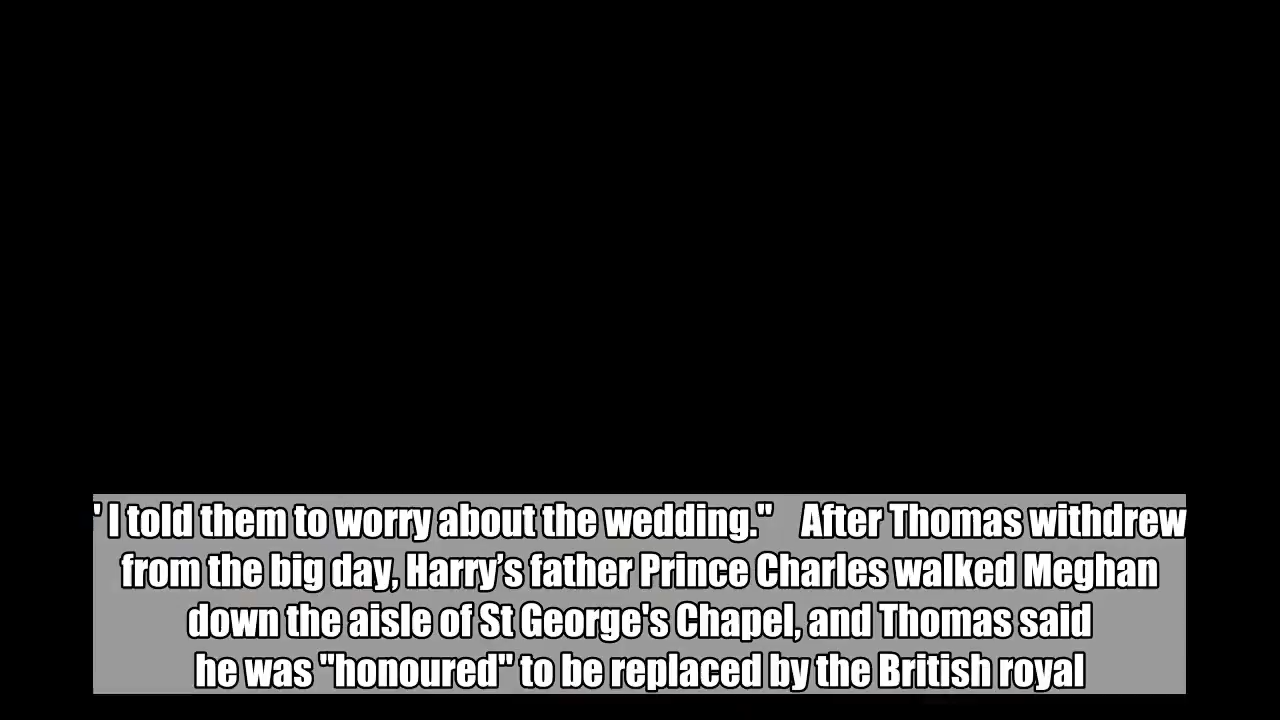 ' I told them to worry about the wedding." After Thomas withdrew
from the big day, Harry’s father Prince Charles walked Meghan
down the aisle of St George's Chapel, and Thomas said
he was "honoured" to be replaced by the British royal